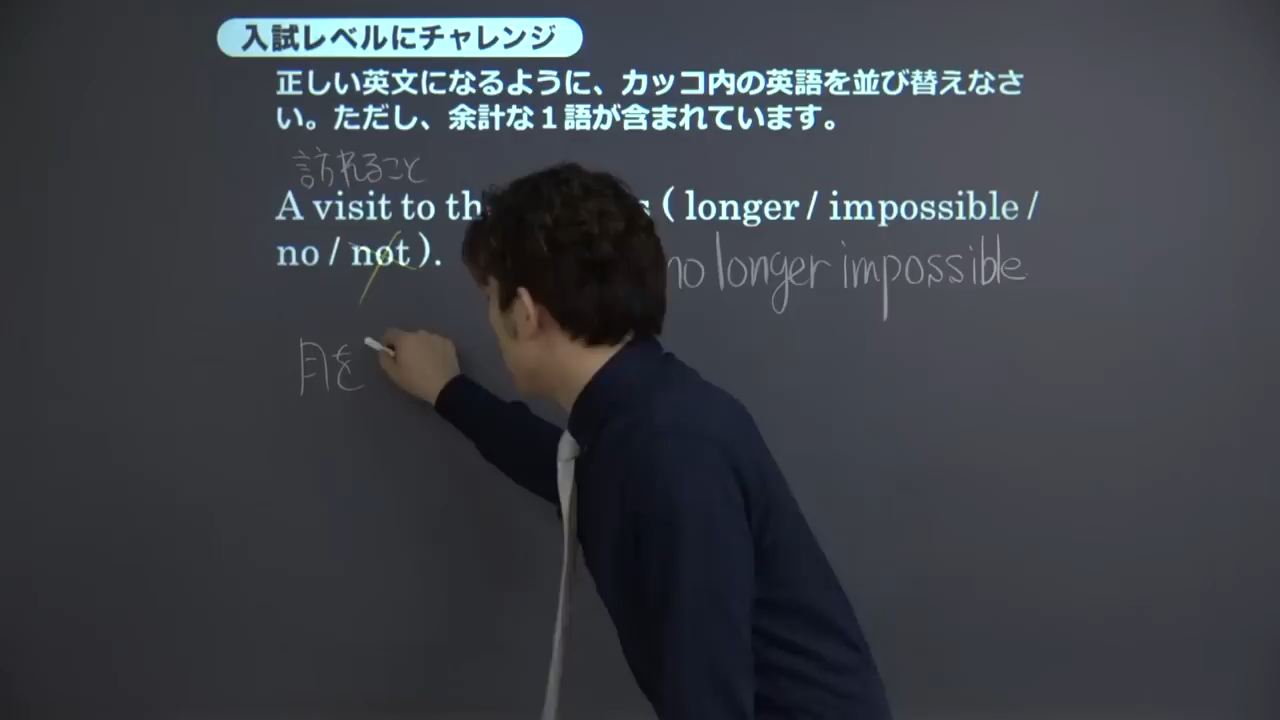 入試レベルにチャレンジ
正しい英文になるように、カッコ内の英語を並び替えなさ
い。ただし、余計な１語が含まれています。
訪れること
A visit to ( longer / impossible /
no / not ).
no longer impossible
月を